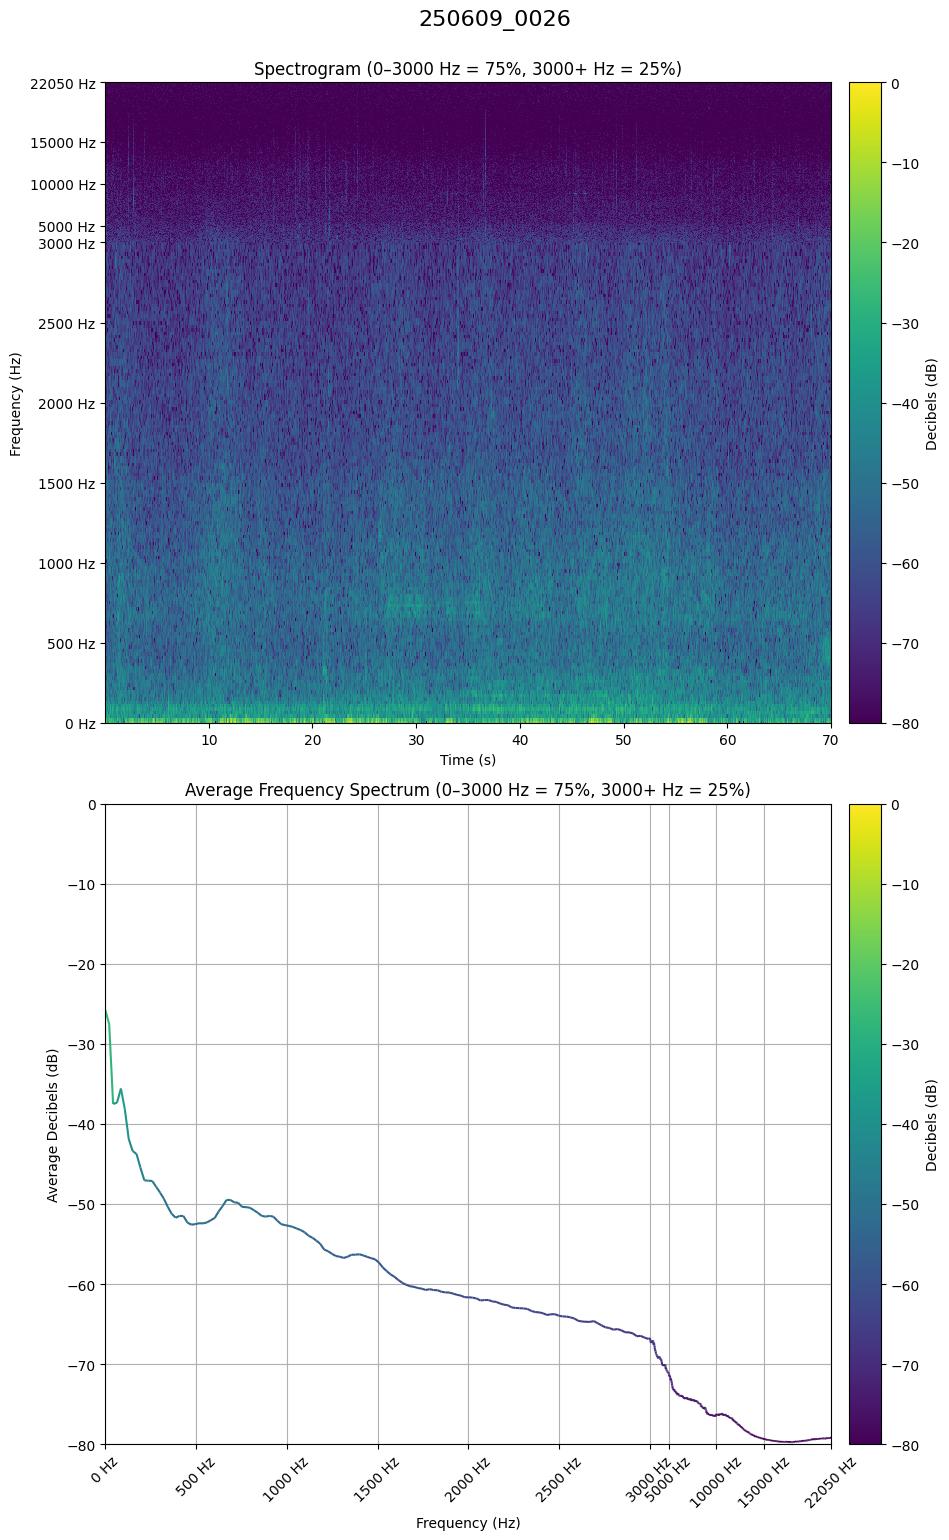 250609_0026
Spectrogram (0–3000 Hz = 75%, 3000+ Hz = 25%)
22050 Hz
15000 Hz
10000 Hz
5000 Hz
3000 Hz
2500 Hz
2000 Hz
1500 Hz
1000 Hz
500 Hz
0 Hz
Frequency (Hz)
10
20
30
40
50
60
70
Time (s)
0
−10
−20
−30
−40
−50
−60
−70
−80
Decibels (dB)
Average Frequency Spectrum (0–3000 Hz = 75%, 3000+ Hz = 25%)
0
−10
−20
−30
−40
−50
−60
−70
−80
Average Decibels (dB)
0 Hz
500 Hz
1000 Hz
1500 Hz
2000 Hz
2500 Hz
3000 Hz
5000 Hz
10000 Hz
15000 Hz
22050 Hz
Frequency (Hz)
0
−10
−20
−30
−40
−50
−60
−70
−80
Decibels (dB)